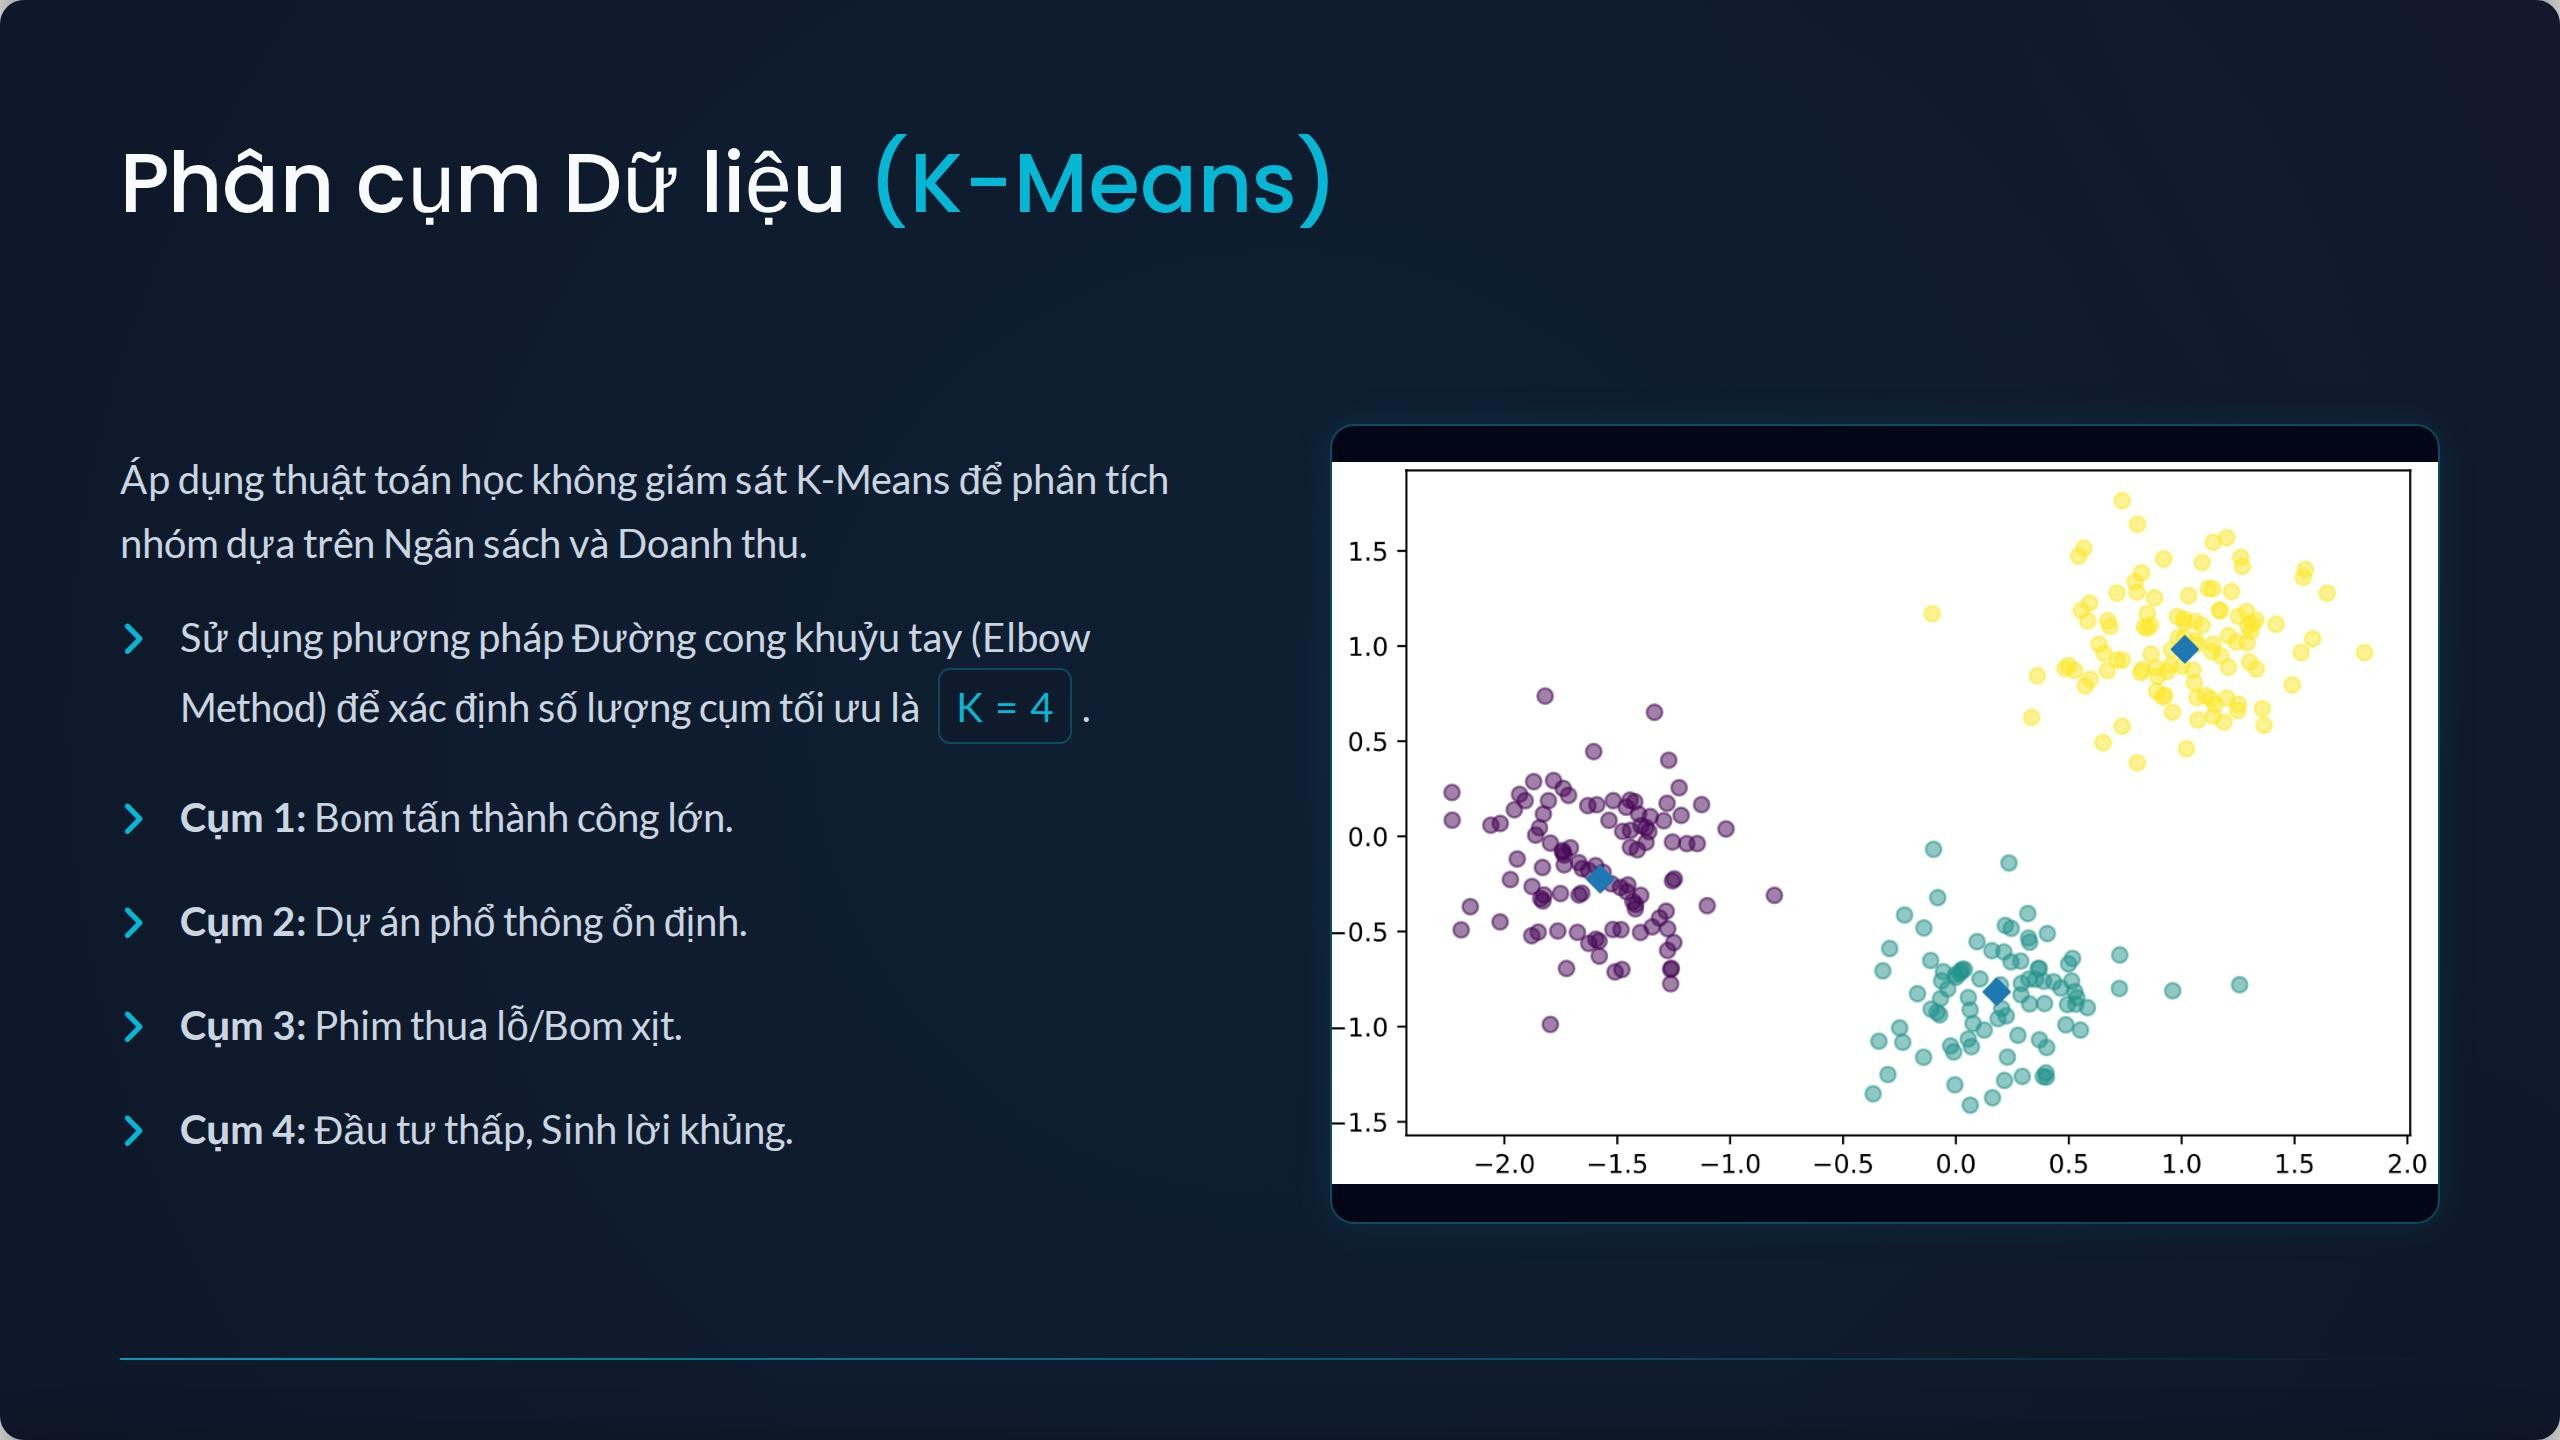 Phân cụm Dữ liệu (K-Means)
Áp dụng thuật toán học không giám sát K-Means để phân tích
nhóm dựa trên Ngân sách và Doanh thu.
Sử dụng phương pháp Đường cong khuỷu tay (Elbow
Method) để xác định số lượng cụm tối ưu là K = 4 .
Cụm 1: Bom tấn thành công lớn.
Cụm 2: Dự án phổ thông ổn định.
Cụm 3: Phim thua lỗ/Bom xịt.
Cụm 4: Đầu tư thấp, Sinh lời khủng.
1.5
1.0
0.5
0.0
−0.5
−1.0
−1.5
−2.0 −1.5 −1.0 −0.5 0.0 0.5 1.0 1.5 2.0